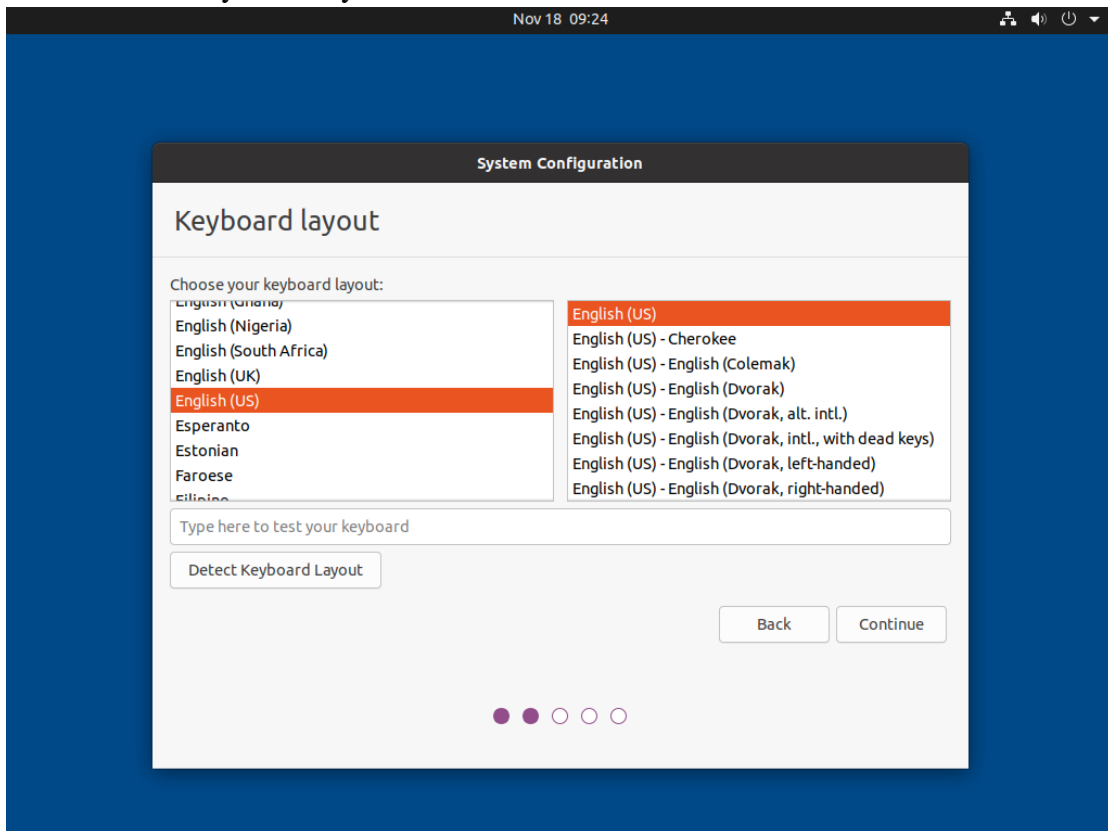 Nov 18 09:24
System Configuration
Keyboard layout
Choose your keyboard layout:
English (Ghana)
English (Nigeria)
English (South Africa)
English (UK)
English (US)
Esperanto
Estonian
Faroese
Filipino
English (US)
English (US) - Cherokee
English (US) - English (Colemak)
English (US) - English (Dvorak)
English (US) - English (Dvorak, alt. intl.)
English (US) - English (Dvorak, intl., with dead keys)
English (US) - English (Dvorak, left-handed)
English (US) - English (Dvorak, right-handed)
Type here to test your keyboard
Detect Keyboard Layout
Back
Continue